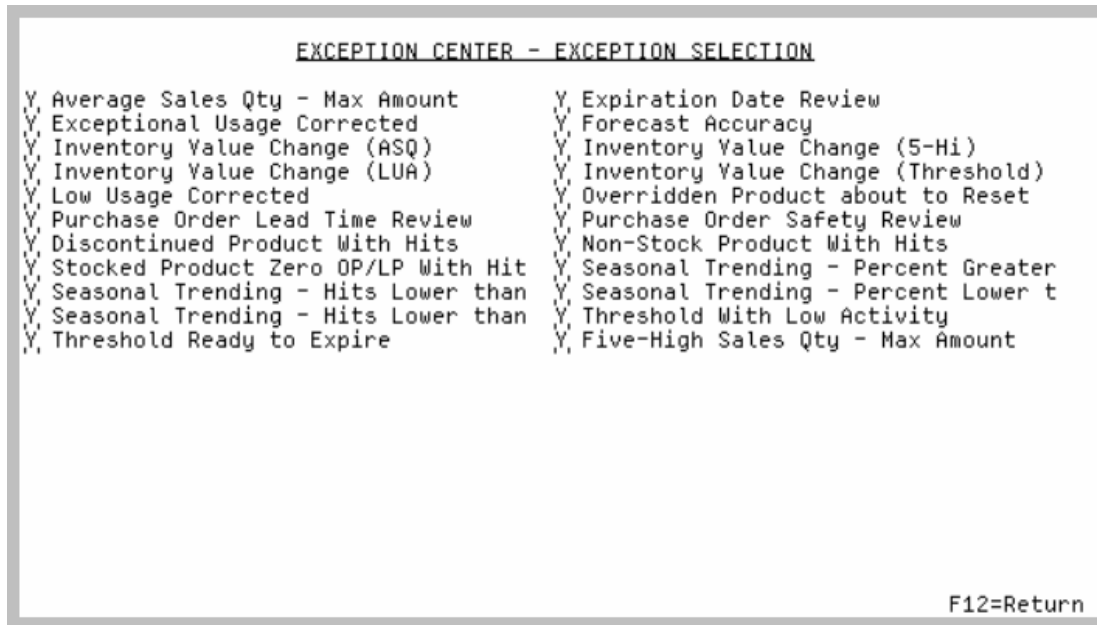 EXCEPTION CENTER - EXCEPTION SELECTION
Y Average Sales Qty - Max Amount Y Expiration Date Review
Y Exceptional Usage Corrected Y Forecast Accuracy
Y Inventory Value Change (ASQ) Y Inventory Value Change (5-Hi)
Y Inventory Value Change (LUA) Y Inventory Value Change (Threshold)
Y Low Usage Corrected Y Overridden Product about to Reset
Y Purchase Order Lead Time Review Y Purchase Order Safety Review
Y Discontinued Product With Hits Y Non-Stock Product With Hits
Y Stocked Product Zero OP/LP With Hit Y Seasonal Trending - Percent Greater
Y Seasonal Trending - Hits Lower than Y Seasonal Trending - Percent Lower t
Y Seasonal Trending - Hits Lower than Y Threshold With Low Activity
Y Threshold Ready to Expire Y Five-High Sales Qty - Max Amount
F12=Return